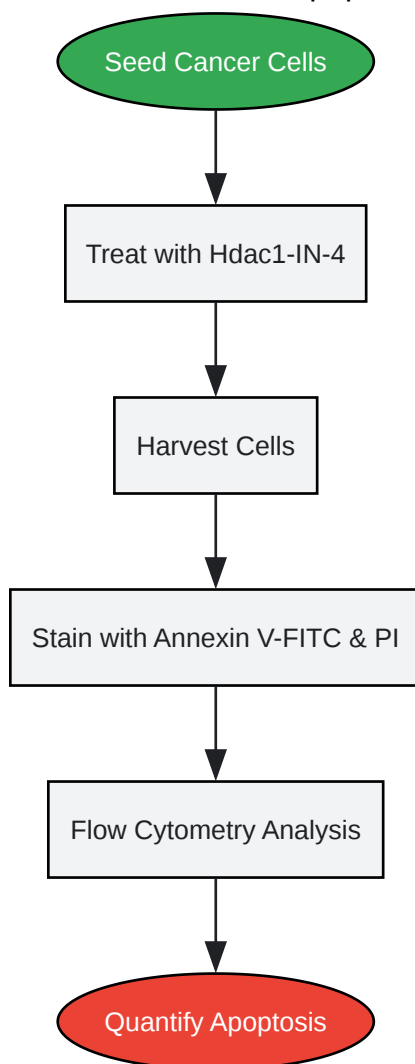 Seed Cancer Cells
Treat with Hdac1-IN-4
Harvest Cells
Stain with Annexin V-FITC & PI
Flow Cytometry Analysis
Quantify Apoptosis